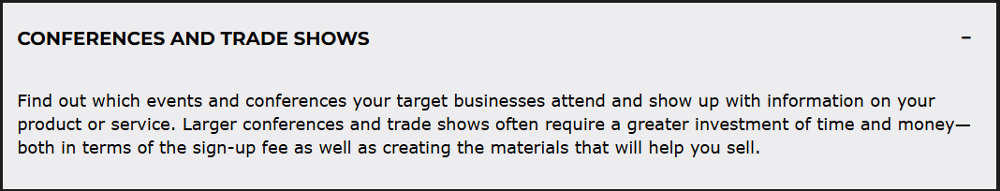 CONFERENCES AND TRADE SHOWS –
Find out which events and conferences your target businesses attend and show up with information on your
product or service. Larger conferences and trade shows often require a greater investment of time and money—
both in terms of the sign-up fee as well as creating the materials that will help you sell.